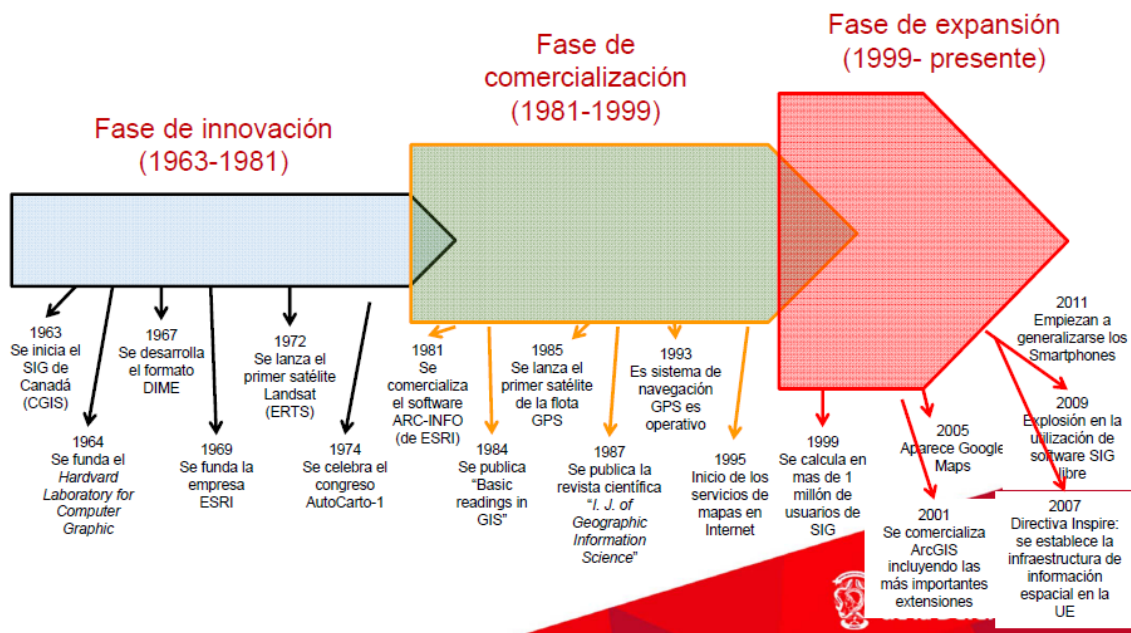 Fase de innovación
(1963-1981)
Fase de
comercialización
(1981-1999)
Fase de expansión
(1999- presente)
1963
Se inicia el
SIG de
Canadá
(CGIS)
1964
Se funda el
Hardvard
Laboratory for
Computer
Graphic
1967
Se desarrolla
el formato
DIME
1969
Se funda la
empresa
ESRI
1972
Se lanza el
primer satélite
Landsat
(ERTS)
1974
Se celebra el
congreso
AutoCarto-1
1981
Se
comercializa
el software
ARC-INFO
(de ESRI)
1984
Se publica
“Basic
readings in
GIS”
1985
Se lanza el
primer satélite
de la flota
GPS
1987
Se publica la
revista científica
“I. J. of
Geographic
Information
Science”
1993
Es sistema de
navegación
GPS es
operativo
1995
Inicio de los
servicios de
mapas en
Internet
1999
Se calcula en
mas de 1
millón de
usuarios de
SIG
2001
Se comercializa
ArcGIS
incluyendo las
más importantes
extensiones
2005
Aparece Google
Maps
2007
Directiva Inspire:
se establece la
infraestructura de
información
espacial en la
UE
2009
Explosión en la
utilización de
software SIG
libre
2011
Empiezan a
generalizarse los
Smartphones